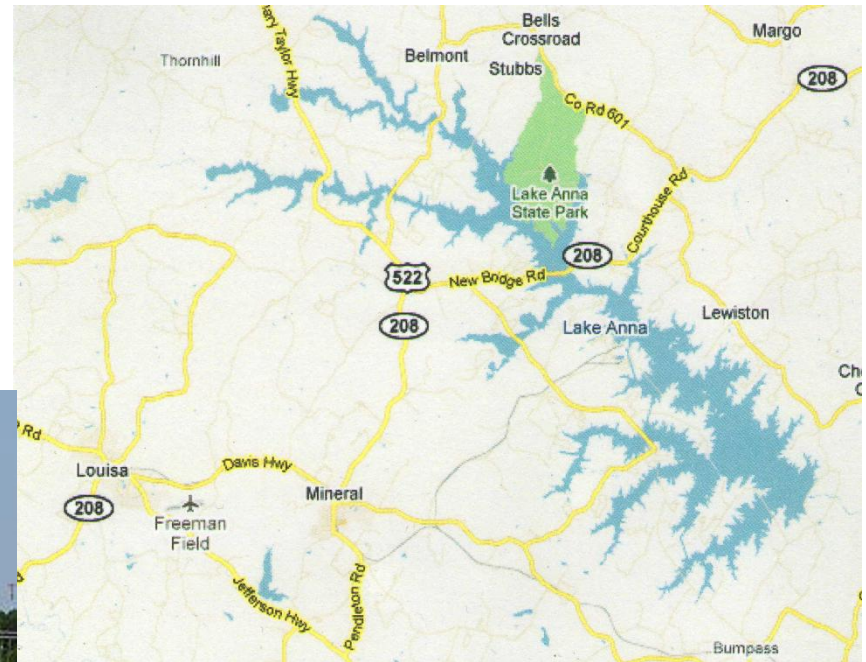 Bells
Crossroad
Margo
Thornhill
Taylor Hwy
Belmont
Stubbs
208
Co Rd 601
Lake Anna
State Park
Courthouse Rd
208
522
New Bridge Rd
208
Lake Anna
Lewiston
Rd
Louisa
Davis Hwy
Mineral
208
Freeman
Field
Jefferson Hwy
Pendleton Rd
Bumpass